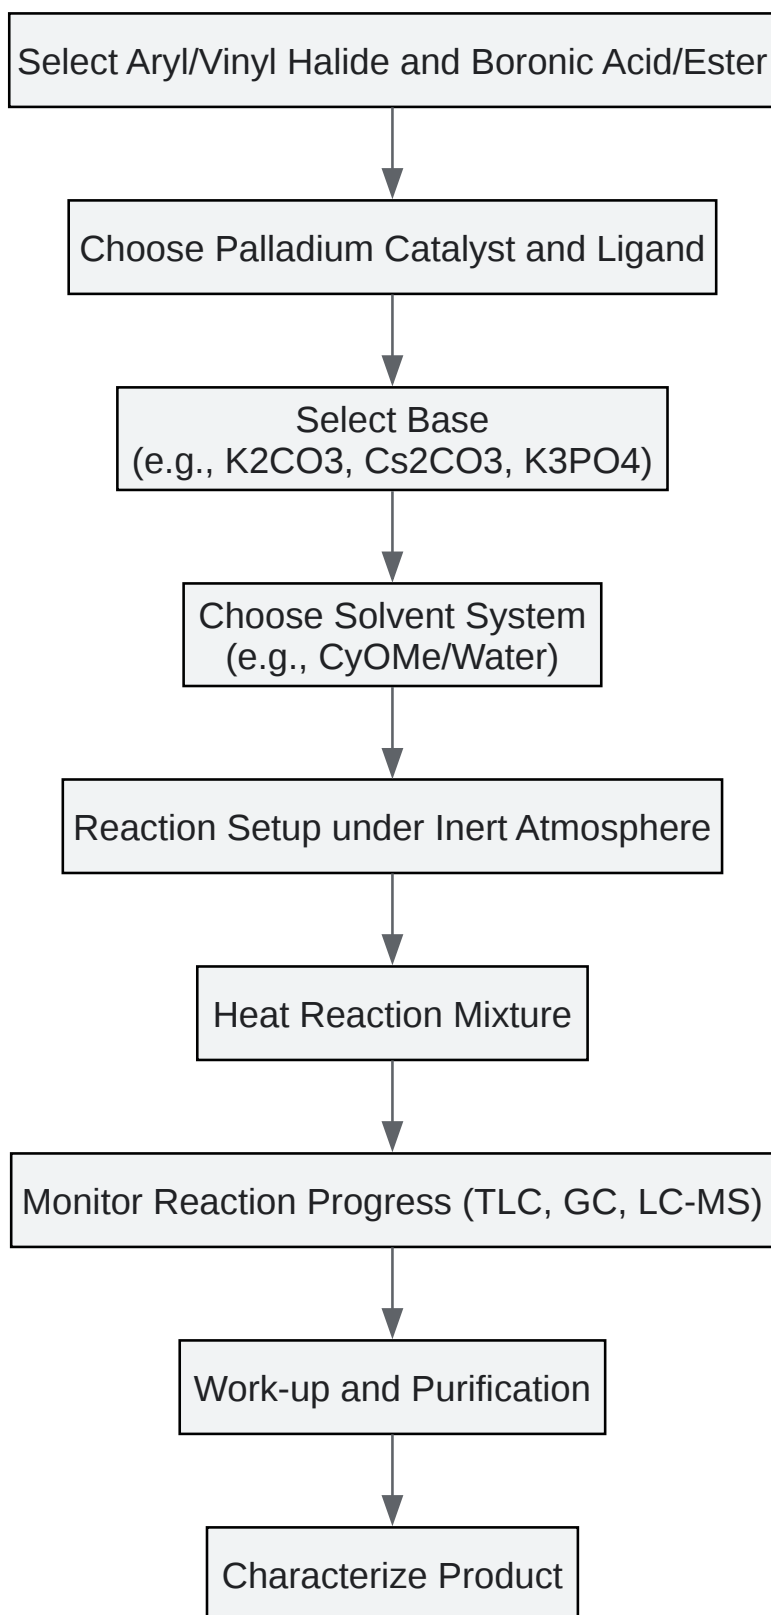 Select Aryl/Vinyl Halide and Boronic Acid/Ester
Choose Palladium Catalyst and Ligand
Select Base
(e.g., K2CO3, Cs2CO3, K3PO4)
Choose Solvent System
(e.g., CyOMe/Water)
Reaction Setup under Inert Atmosphere
Heat Reaction Mixture
Monitor Reaction Progress (TLC, GC, LC-MS)
Work-up and Purification
Characterize Product